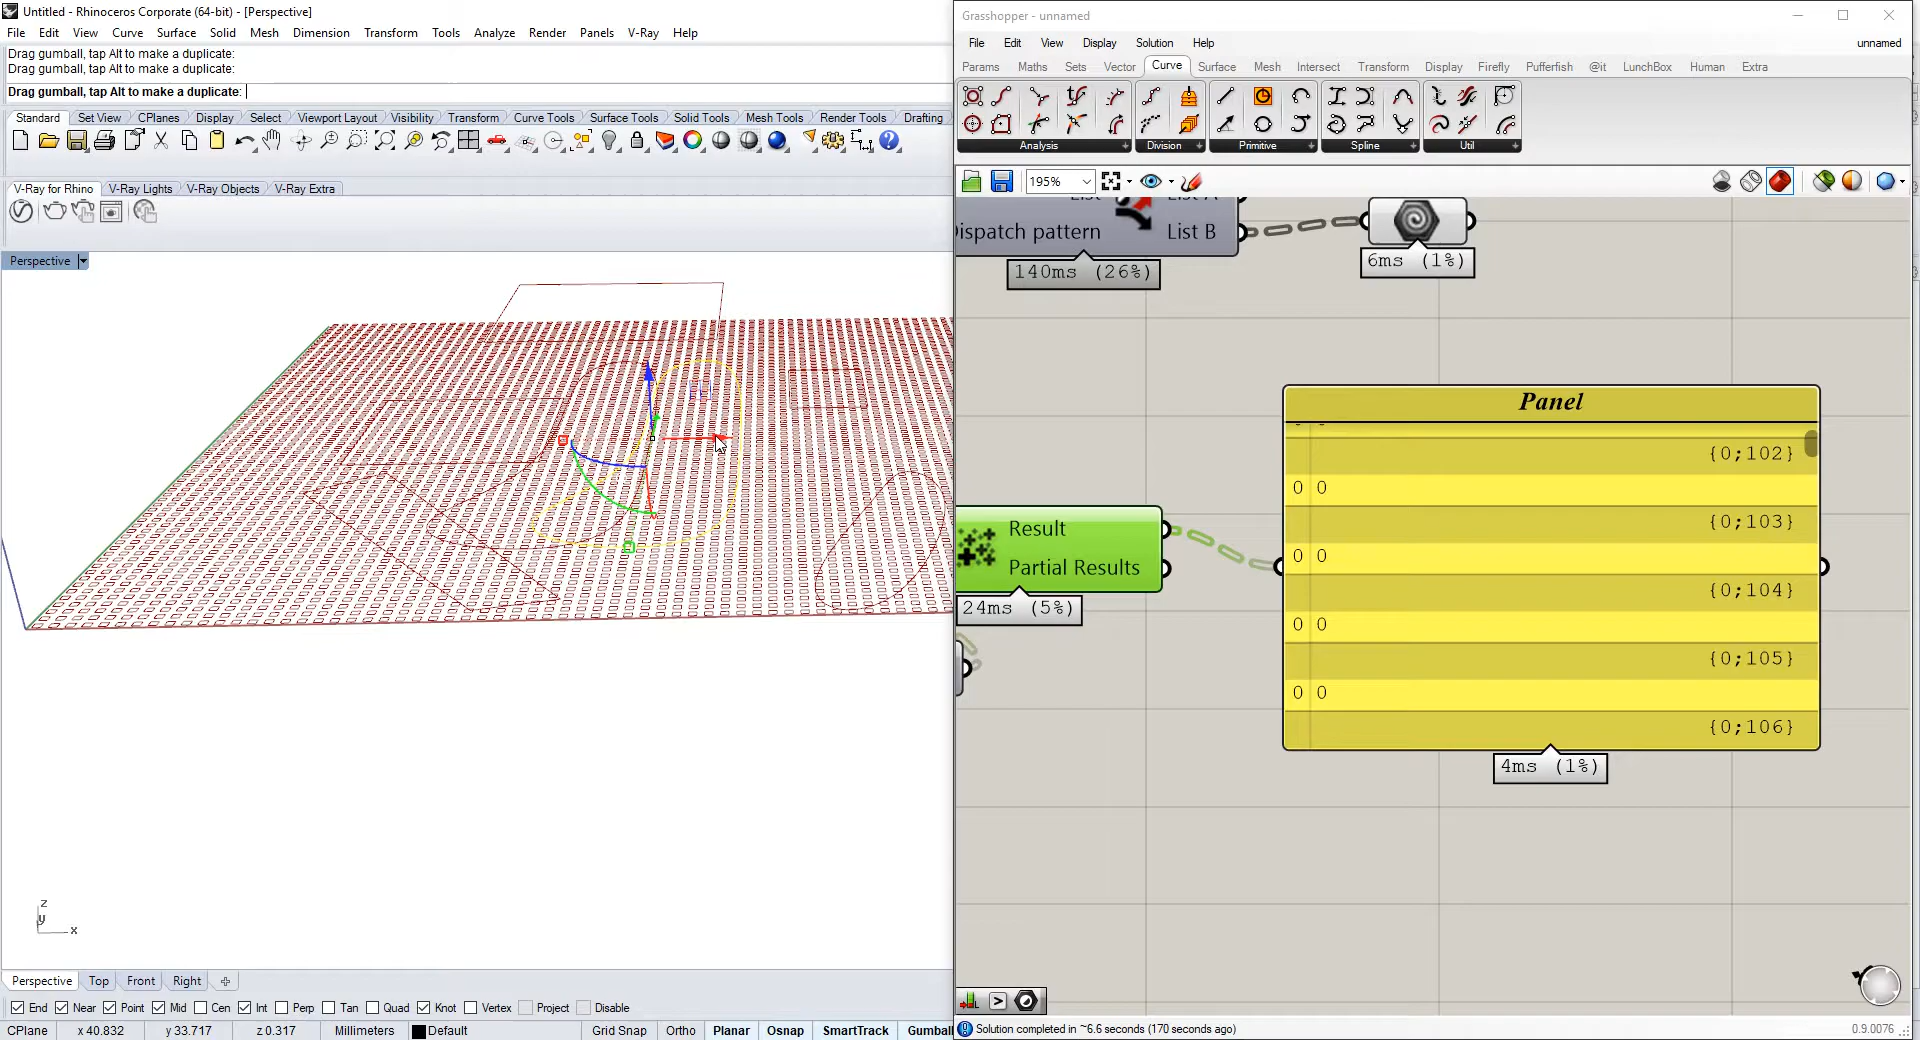 Untitled - Rhinoceros Corporate (64-bit) - [Perspective]
File Edit View Curve Surface Solid Mesh Dimension Transform Tools Analyze Render Panels V-Ray Help
Drag gumball, tap Alt to make a duplicate:
Drag gumball, tap Alt to make a duplicate:
Drag gumball, tap Alt to make a duplicate:
Standard Set View CPlanes Display Select Viewport Layout Visibility Transform Curve Tools Surface Tools Solid Tools Mesh Tools Render Tools Drafting
V-Ray for Rhino V-Ray Lights V-Ray Objects V-Ray Extra
Perspective
z
y
x
Perspective Top Front Right
End Near Point Mid Cen Int Perp Tan Quad Knot Vertex Project Disable
CPlane x 40.832 y 33.717 z 0.317 Millimeters Default Grid Snap Ortho Planar Osnap SmartTrack Gumball
Grasshopper - unnamed
File Edit View Display Solution Help unnamed
Params Maths Sets Vector Curve Surface Mesh Intersect Transform Display Firefly Pufferfish @it LunchBox Human Extra
Analysis Division Primitive Spline Util
195%
Dispatch pattern List B
140ms (26%)
6ms (1%)
Result
Partial Results
24ms (5%)
Panel
{0;102}
0 0
{0;103}
0 0
{0;104}
0 0
{0;105}
0 0
{0;106}
4ms (1%)
Solution completed in ~6.6 seconds (170 seconds ago) 0.9.0076